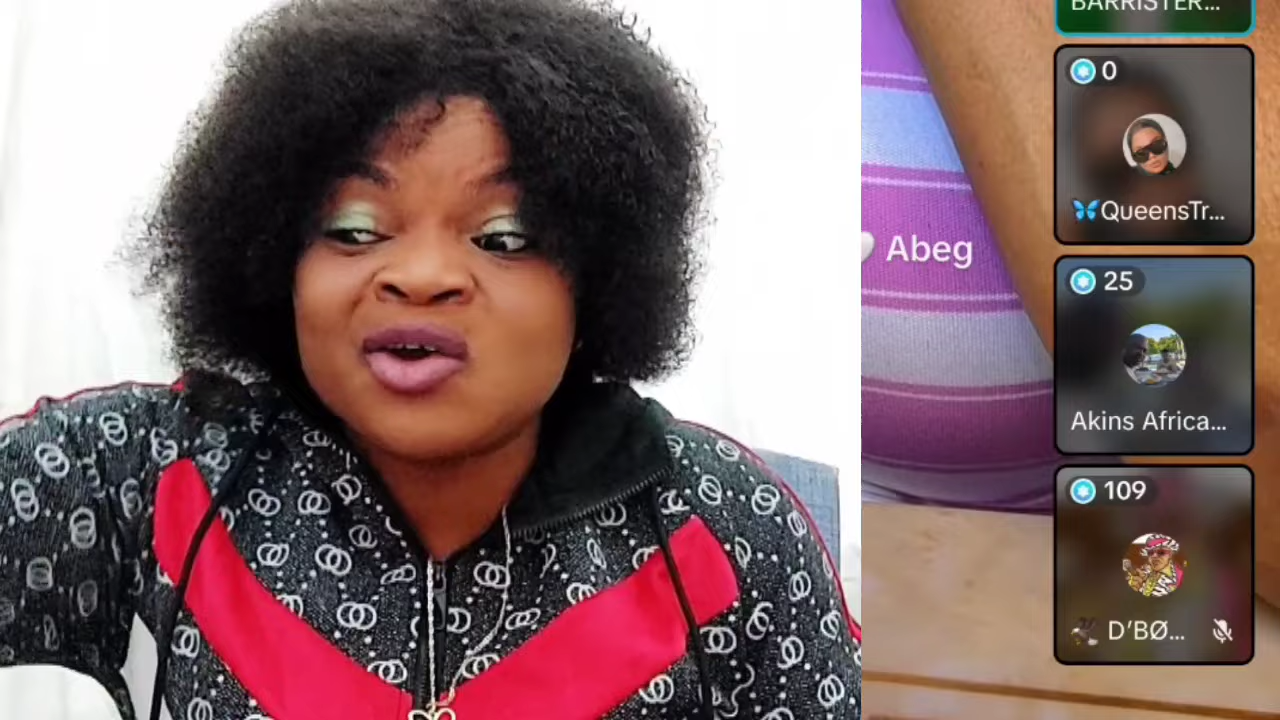 BARRISTER...
0
QueensTr...
Abeg
25
Akins Africa...
109
D'BØ...